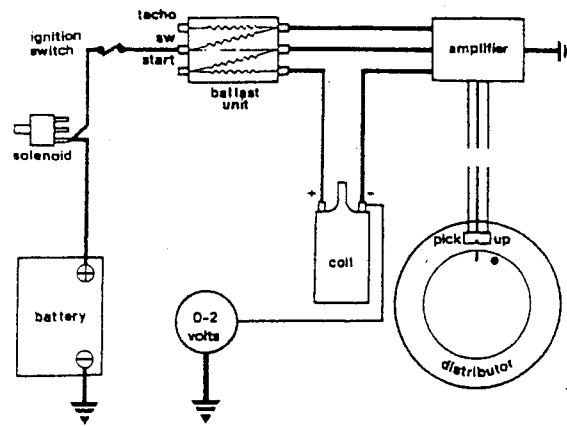 tacho
sw
start
ignition
switch
ballast
unit
amplifier
solenoid
+
-
coil
pick up
battery
0-2
volts
distributor